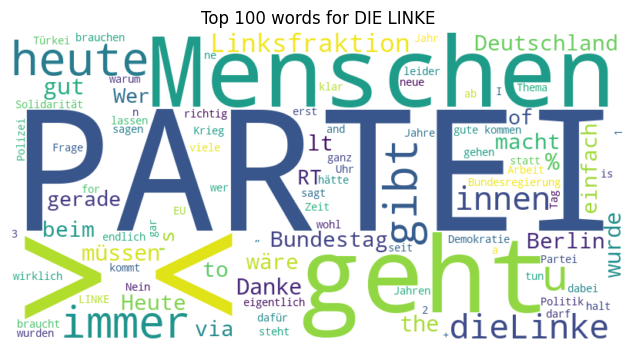 Top 100 words for DIE LINKE
Türkei brauchen Linksfraktion Jahr Deutschland
heute Menschen
warum ne klar leider neue ab I Thema
gut Wer
Solidarität n lassen sagen richtig Krieg viele erst and Jahre gute kommen
Polizei Frage PARTEI
lt ganz Uhr hätte RT sagt Zeit wohl
gibt of macht % einfach
gehen statt Arbeit Bundesregierung is 1
gerade wer for EU innen Tag
3 beim endlich gar s " Bundestag seit Demokratie Berlin wurde
> < müssen to wäre geht a Partei
wirklich kommt Nein Danke Jahren u tun dabei
LINKE Heute eigentlich 2 Politik halt
braucht wurden immer via dafür steht the + dieLinke darf